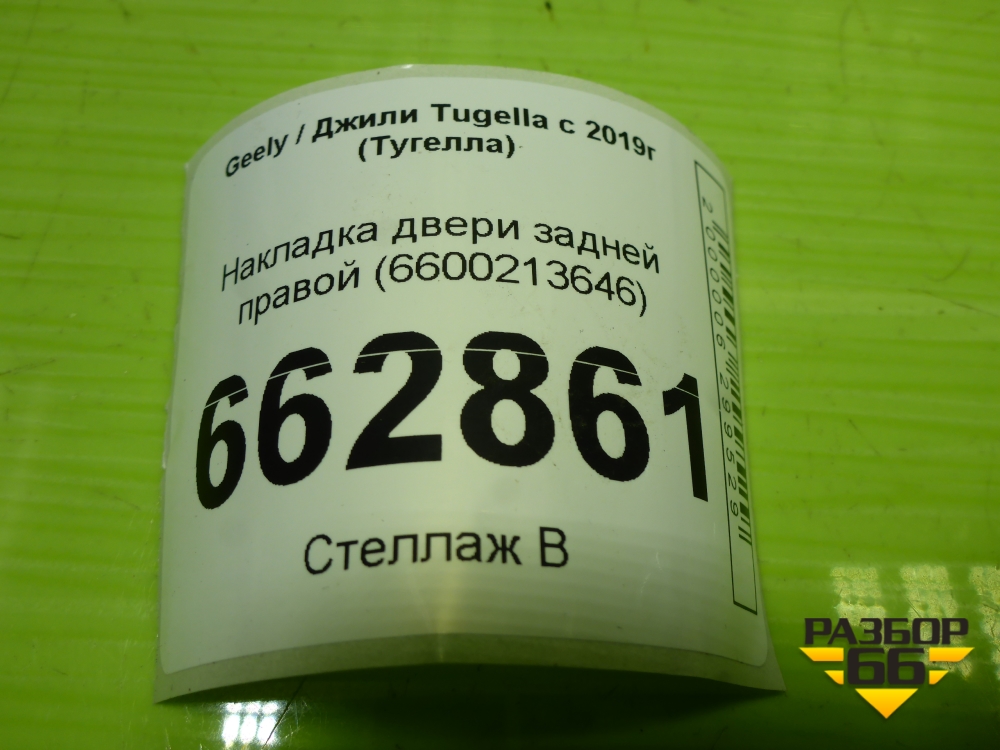 Geely / Джили Tugella с 2019г
(Тугелла)
Накладка двери задней
правой (6600213646)
662861
Стеллаж В
2000006299529
РАЗБОР
66